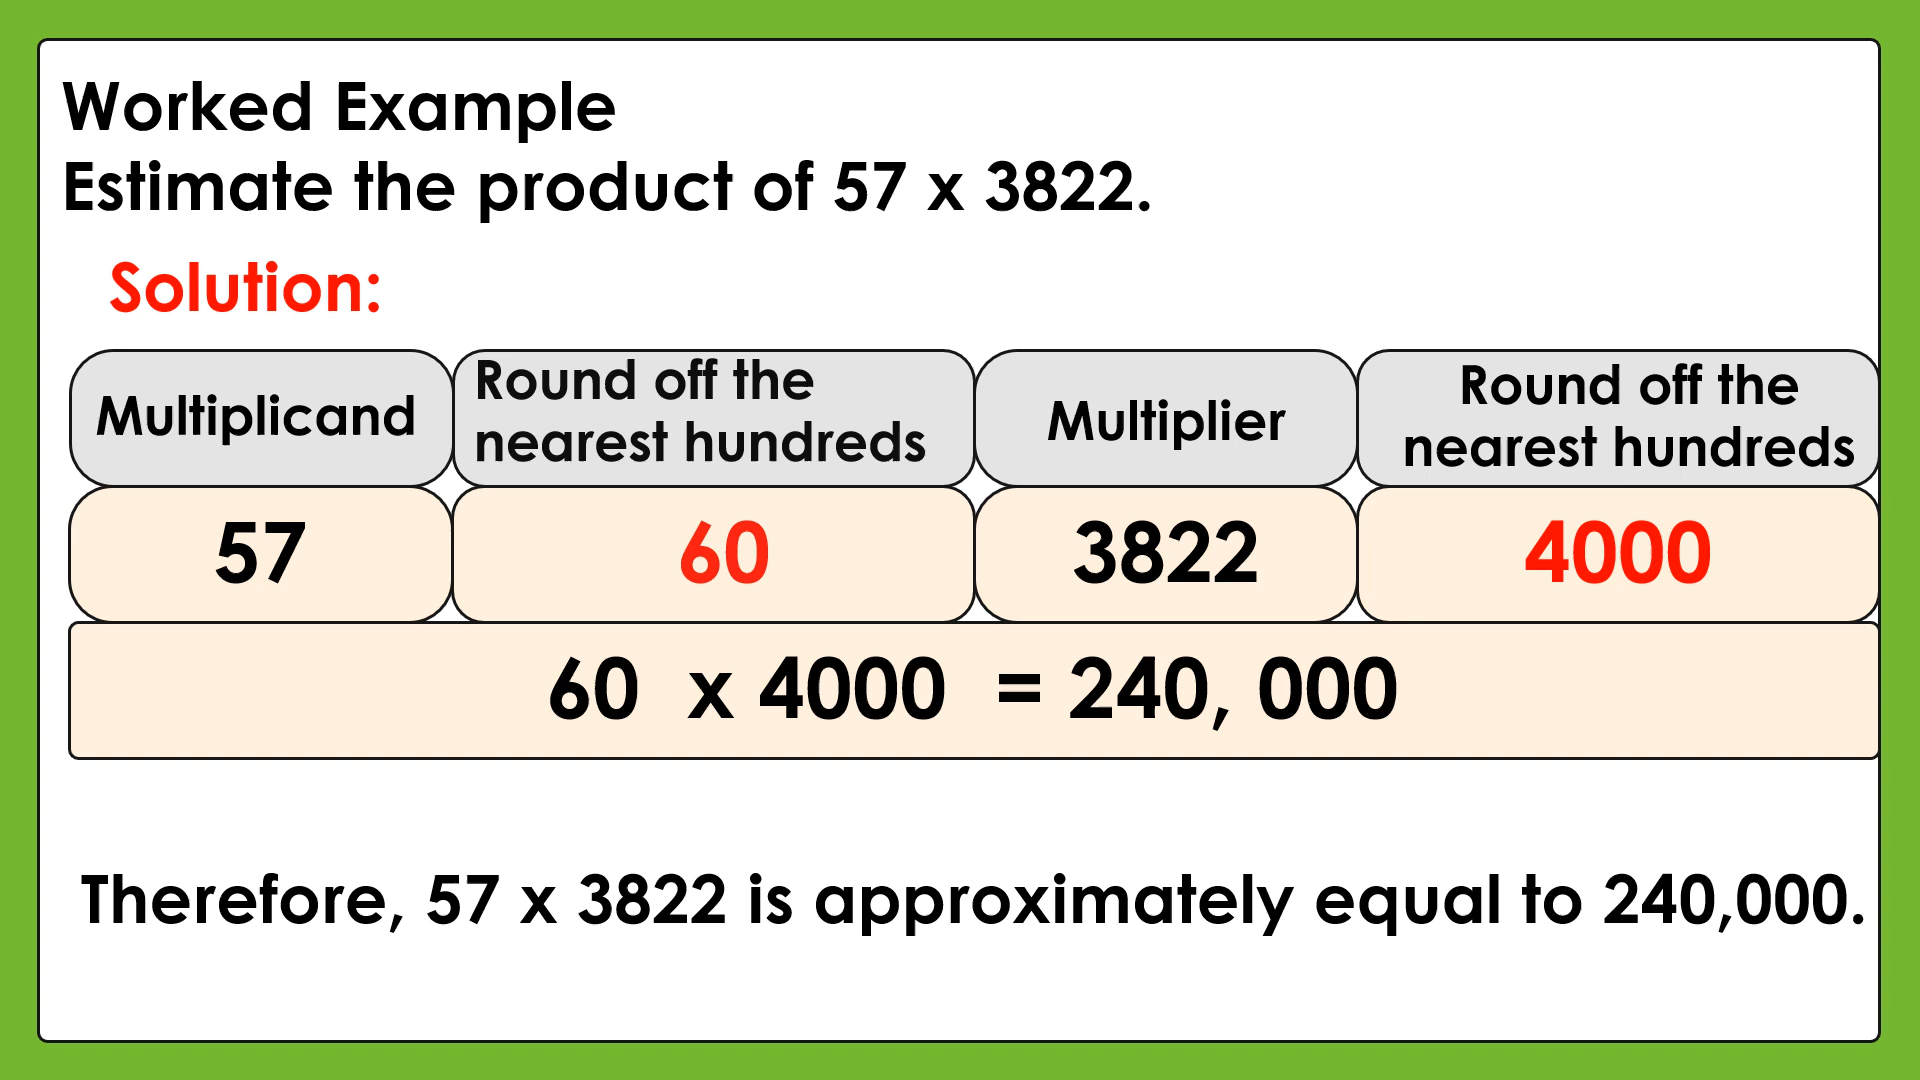 Worked Example
Estimate the product of 57 x 3822.
Solution:
Multiplicand
Round off the
nearest hundreds
Multiplier
Round off the
nearest hundreds
57
60
3822
4000
60 x 4000 = 240, 000
Therefore, 57 x 3822 is approximately equal to 240,000.